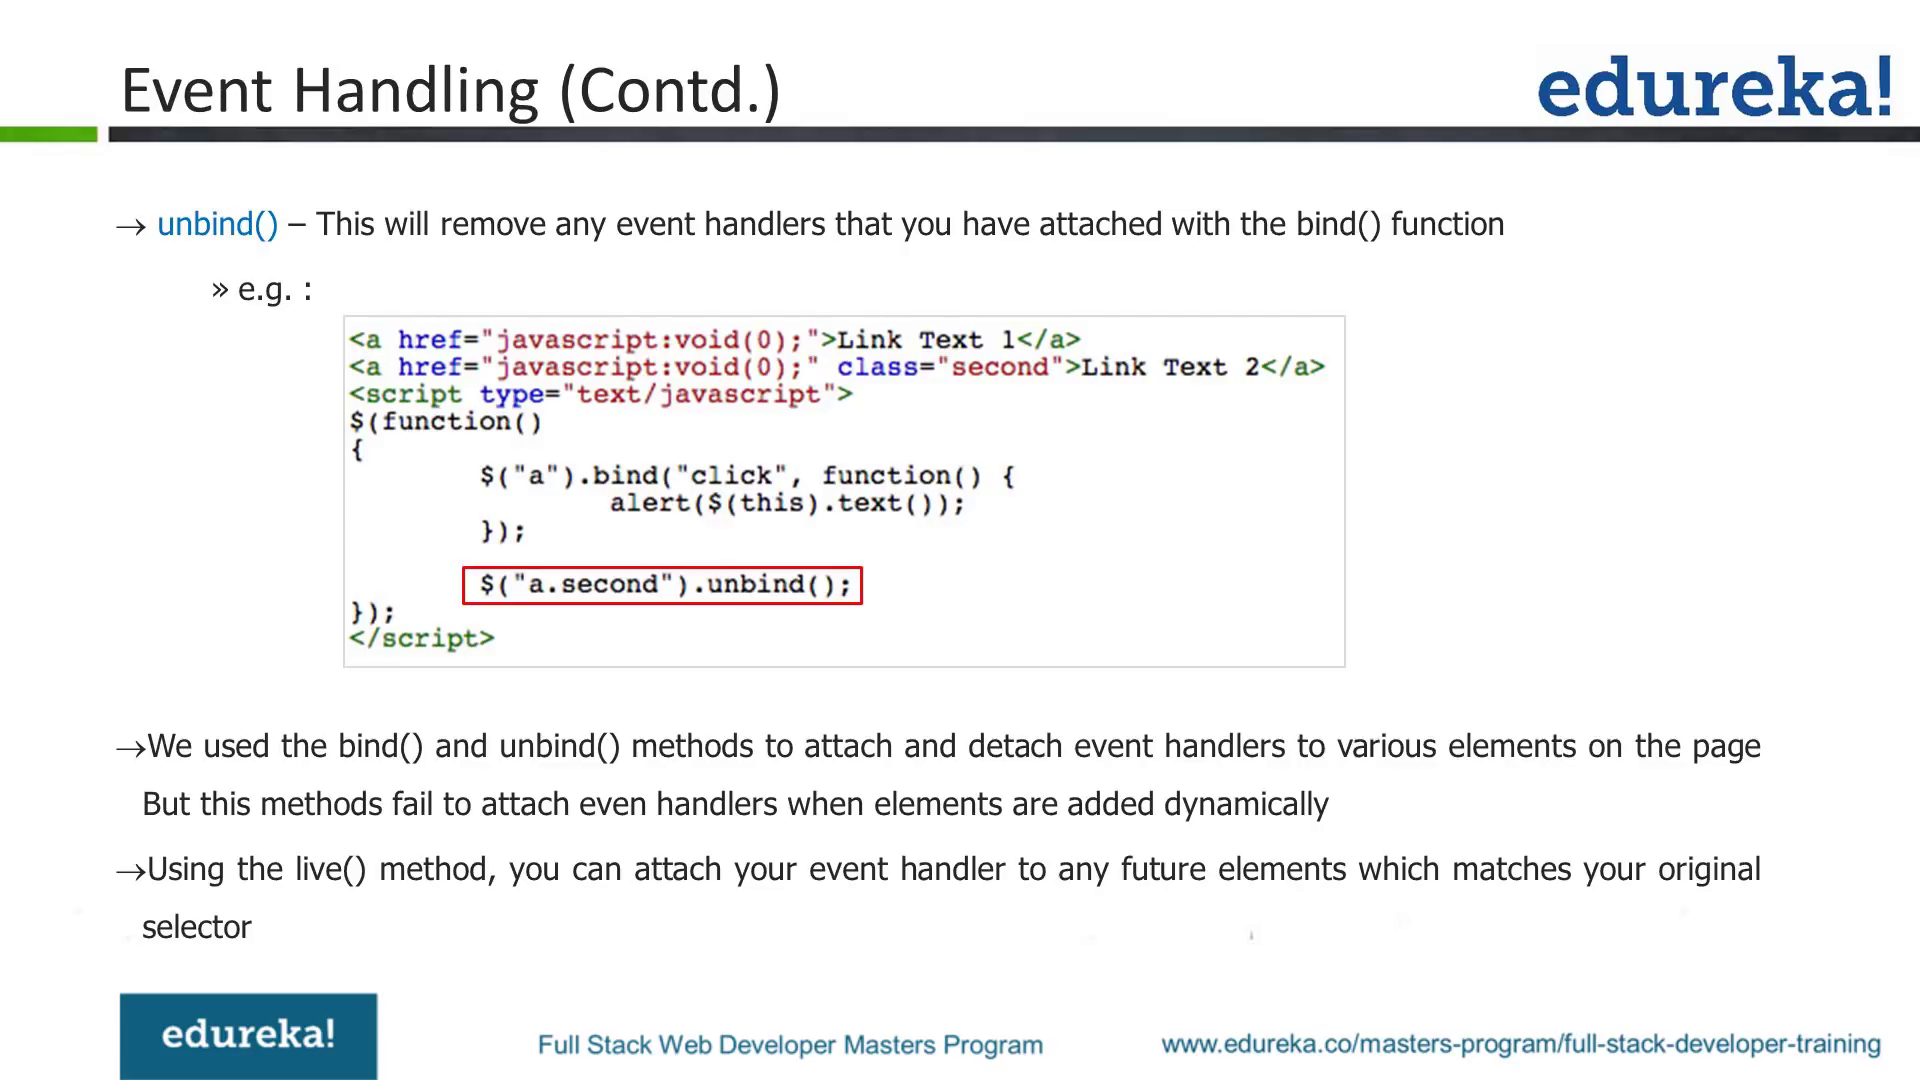 Event Handling (Contd.)
edureka!
→ unbind() – This will remove any event handlers that you have attached with the bind() function
» e.g. :
<a href="javascript:void(0);">Link Text 1</a>
<a href="javascript:void(0);" class="second">Link Text 2</a>
<script type="text/javascript">
$(function()
{
        $("a").bind("click", function() {
                alert($(this).text());
        });
        $("a.second").unbind();
});
</script>
→We used the bind() and unbind() methods to attach and detach event handlers to various elements on the page
But this methods fail to attach even handlers when elements are added dynamically
→Using the live() method, you can attach your event handler to any future elements which matches your original
selector
edureka!
Full Stack Web Developer Masters Program
www.edureka.co/masters-program/full-stack-developer-training